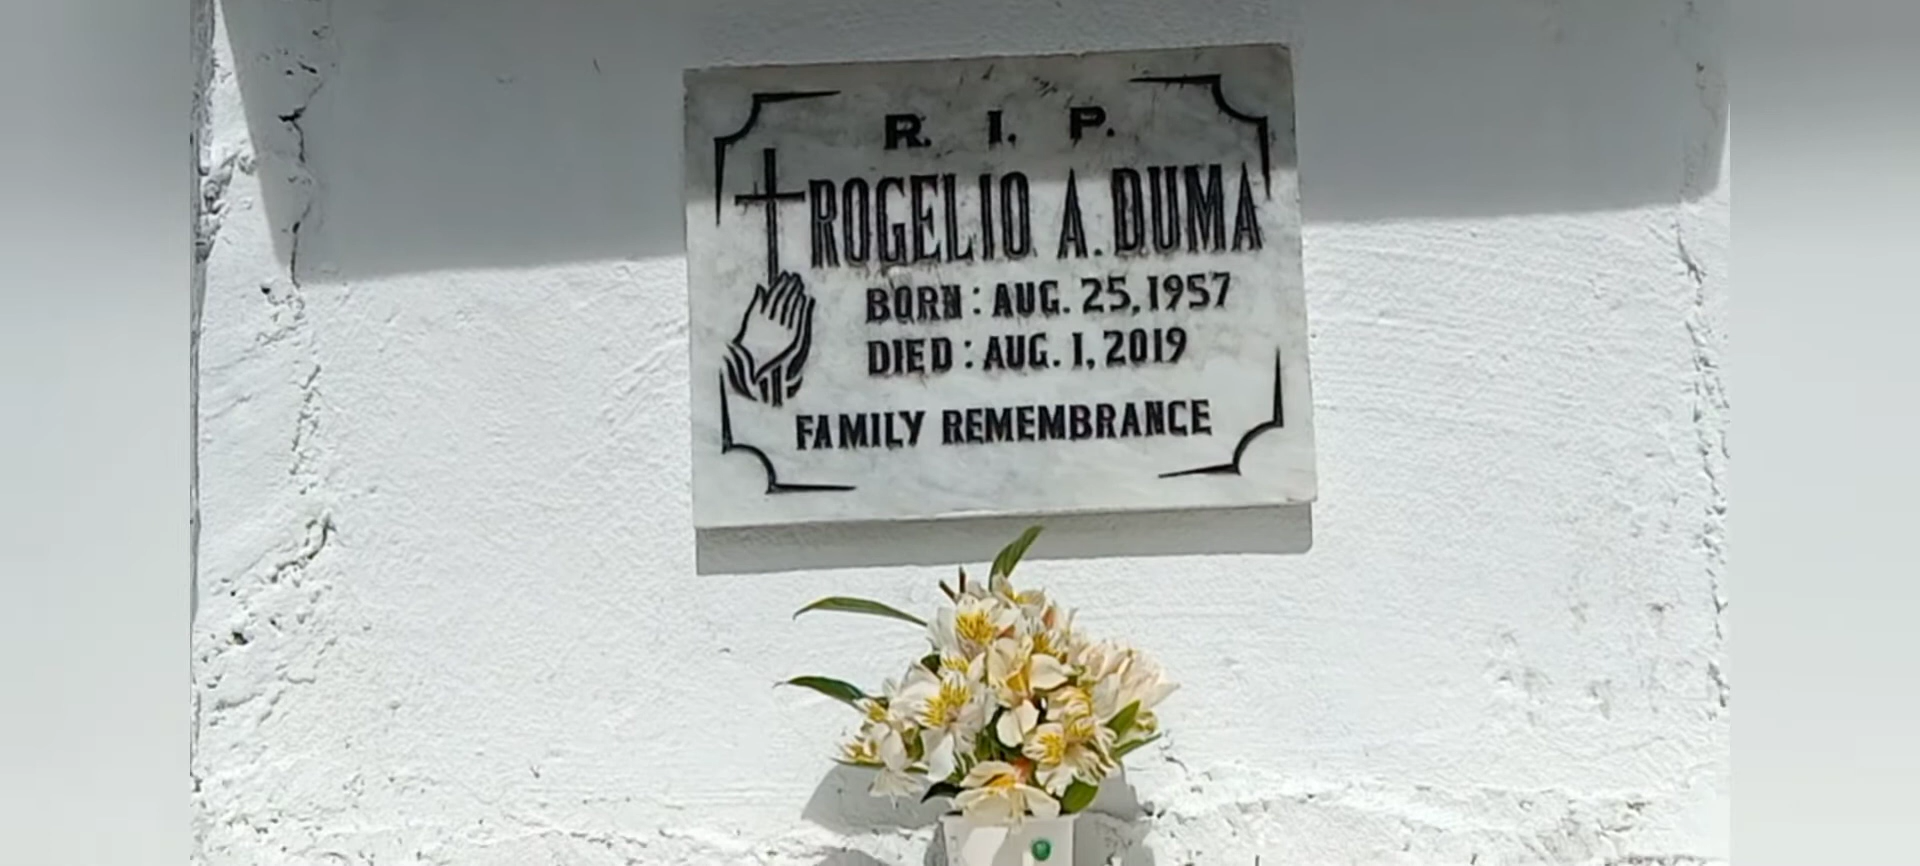 R. I. P.
ROGELIO A. DUMA
BORN : AUG. 25, 1957
DIED : AUG. 1, 2019
FAMILY REMEMBRANCE